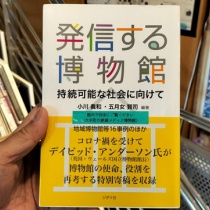 発信する
博物館
持続可能な社会に向けて
小川義和・五月女賢司 編著
地域博物館等16事例のほか
コロナ禍を受けて
デイビッド・アンダーソン氏が
博物館の使命、役割を
再考する特別寄稿を収録